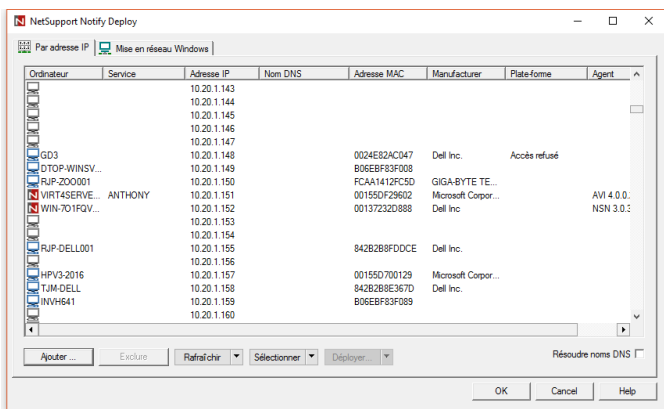 NetSupport Notify Deploy
Par adresse IP Mise en réseau Windows
Ordinateur Service Adresse IP Nom DNS Adresse MAC Manufacturer Plate-forme Agent
10.20.1.143
10.20.1.144
10.20.1.145
10.20.1.146
10.20.1.147
GD3 10.20.1.148 0024E82AC047 Dell Inc. Accès refusé
DTOP-WINSV... 10.20.1.149 B06EBF83F008
RJP-ZOO001 10.20.1.150 FCAA1412FC5D GIGA-BYTE TE...
VIRT4SERVE... ANTHONY 10.20.1.151 00155DF29602 Microsoft Corpor... AVI 4.0.0.
WIN-7O1FQV... 10.20.1.152 00137232D888 Dell Inc NSN 3.0.3
10.20.1.153
10.20.1.154
RJP-DELL001 10.20.1.155 842B2B8FDDCE Dell Inc.
10.20.1.156
HPV3-2016 10.20.1.157 00155D700129 Microsoft Corpor...
TJM-DELL 10.20.1.158 842B2B8E367D Dell Inc.
INVH641 10.20.1.159 B06EBF83F089
10.20.1.160
Ajouter ... Exclure Rafraîchir Sélectionner Déployer... Résoudre noms DNS
OK Cancel Help